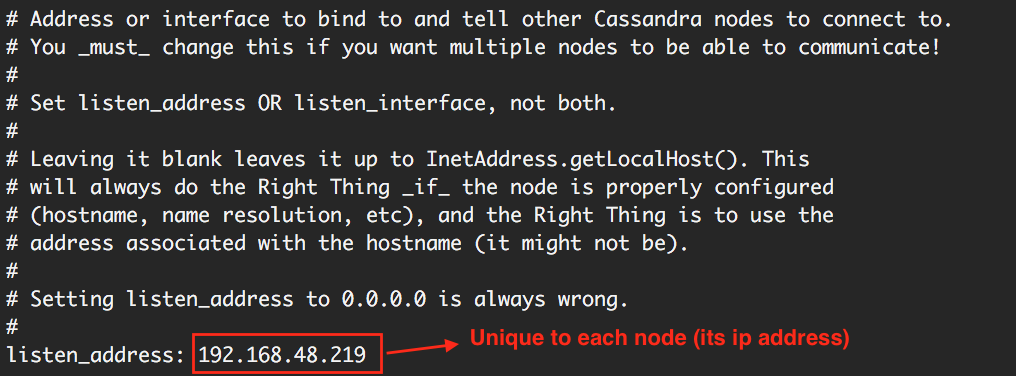 # Address or interface to bind to and tell other Cassandra nodes to connect to.
# You _must_ change this if you want multiple nodes to be able to communicate!
#
# Set listen_address OR listen_interface, not both.
#
# Leaving it blank leaves it up to InetAddress.getLocalHost(). This
# will always do the Right Thing _if_ the node is properly configured
# (hostname, name resolution, etc), and the Right Thing is to use the
# address associated with the hostname (it might not be).
#
# Setting listen_address to 0.0.0.0 is always wrong.
#
listen_address: 192.168.48.219
Unique to each node (its ip address)